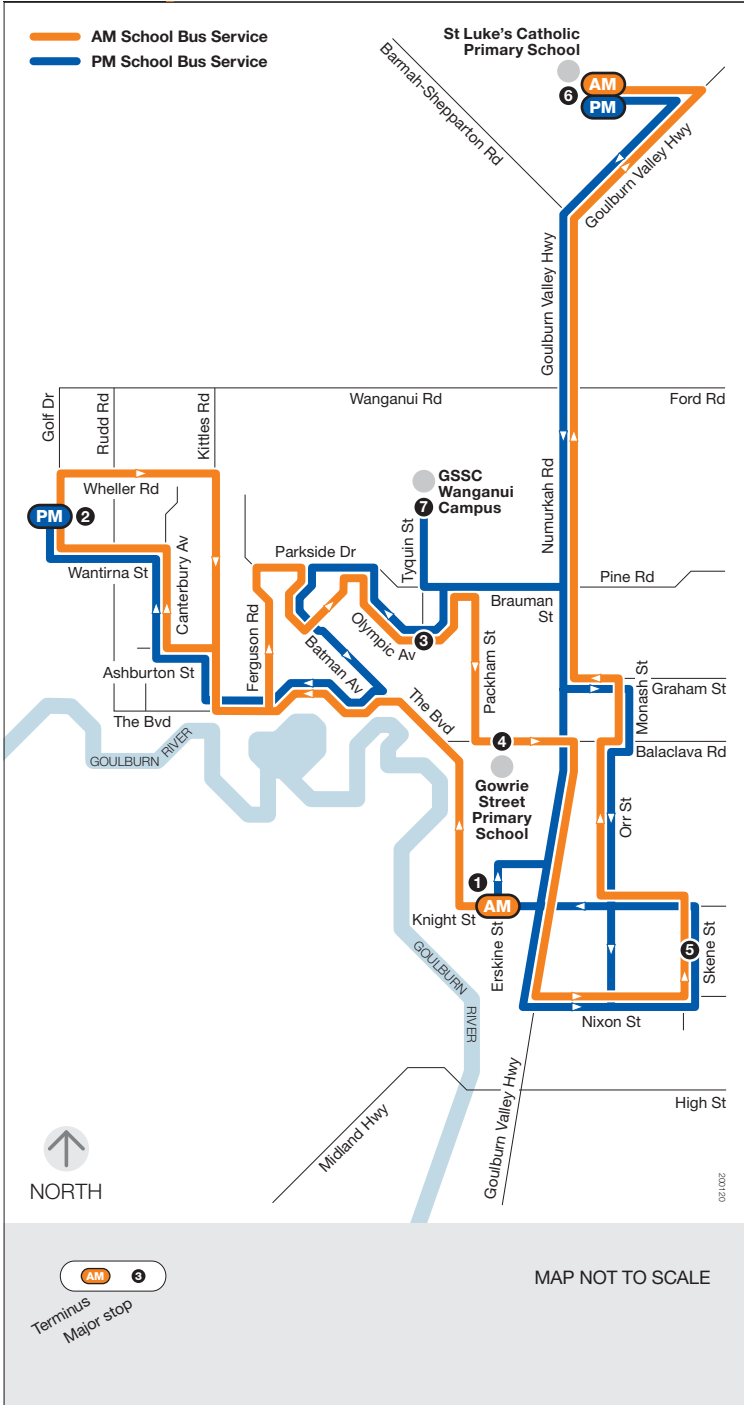 AM School Bus Service
PM School Bus Service
St Luke's Catholic
Primary School
6
AM
PM
Barmah-Shepparton Rd
Goulburn Valley Hwy
Goulburn Valley Hwy
Golf Dr
Rudd Rd
Kittles Rd
Wanganui Rd
Ford Rd
Numurkah Rd
Wheller Rd
GSSC
Wanganui
Campus
7
PM
2
Canterbury Av
Tyquin St
Parkside Dr
Wantirna St
Brauman
St
Pine Rd
Ferguson Rd
Olympic Av
3
Batman Av
Packham St
Ashburton St
The Bvd
The Bvd
Monash St
Graham St
4
Balaclava Rd
GOULBURN
RIVER
Gowrie
Street
Primary
School
Orr St
1
AM
Knight St
Erskine St
Skene St
5
GOULBURN
RIVER
Nixon St
Goulburn Valley Hwy
High St
Midland Hwy
NORTH
200120
AM
3
Terminus
Major stop
MAP NOT TO SCALE